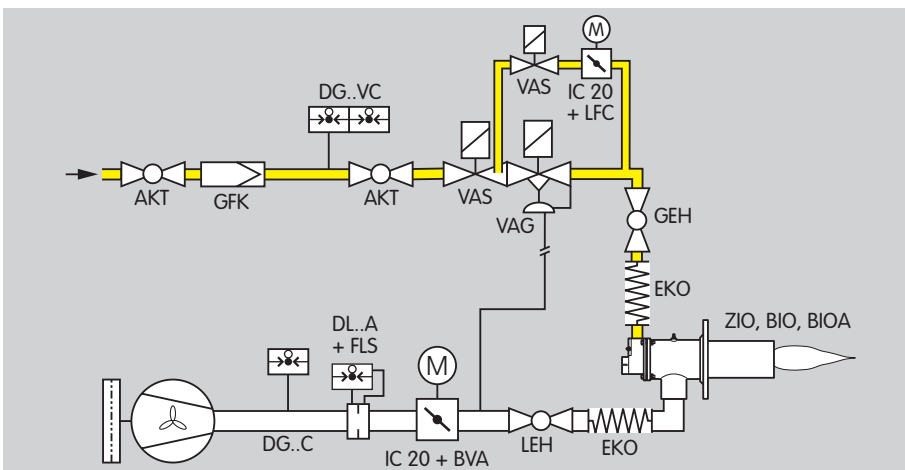 M
DG..VC
VAS
IC 20
+ LFC
AKT
GFK
AKT
VAS
VAG
GEH
EKO
ZIO, BIO, BIOA
DL..A
+ FLS
M
DG..C
IC 20 + BVA
LEH
EKO